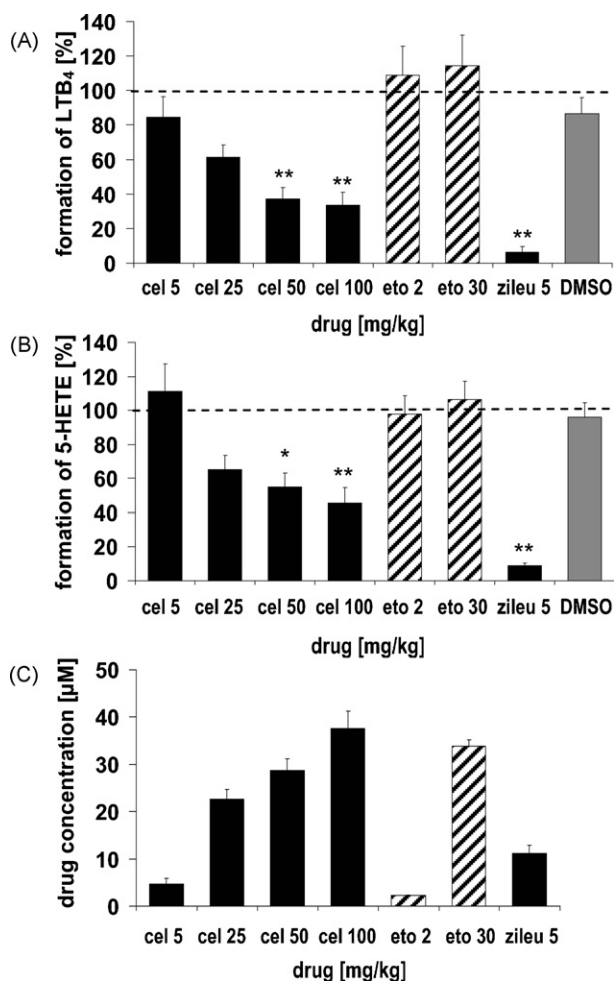 (A)
formation of LTB₄ [%]
140
120
100
80
60
40
20
0
** ** **
cel 5 cel 25 cel 50 cel 100 eto 2 eto 30 zileu 5 DMSO
drug [mg/kg]
(B)
formation of 5-HETE [%]
140
120
100
80
60
40
20
0
* ** **
cel 5 cel 25 cel 50 cel 100 eto 2 eto 30 zileu 5 DMSO
drug [mg/kg]
(C)
drug concentration [µM]
50
40
30
20
10
0
cel 5 cel 25 cel 50 cel 100 eto 2 eto 30 zileu 5
drug [mg/kg]